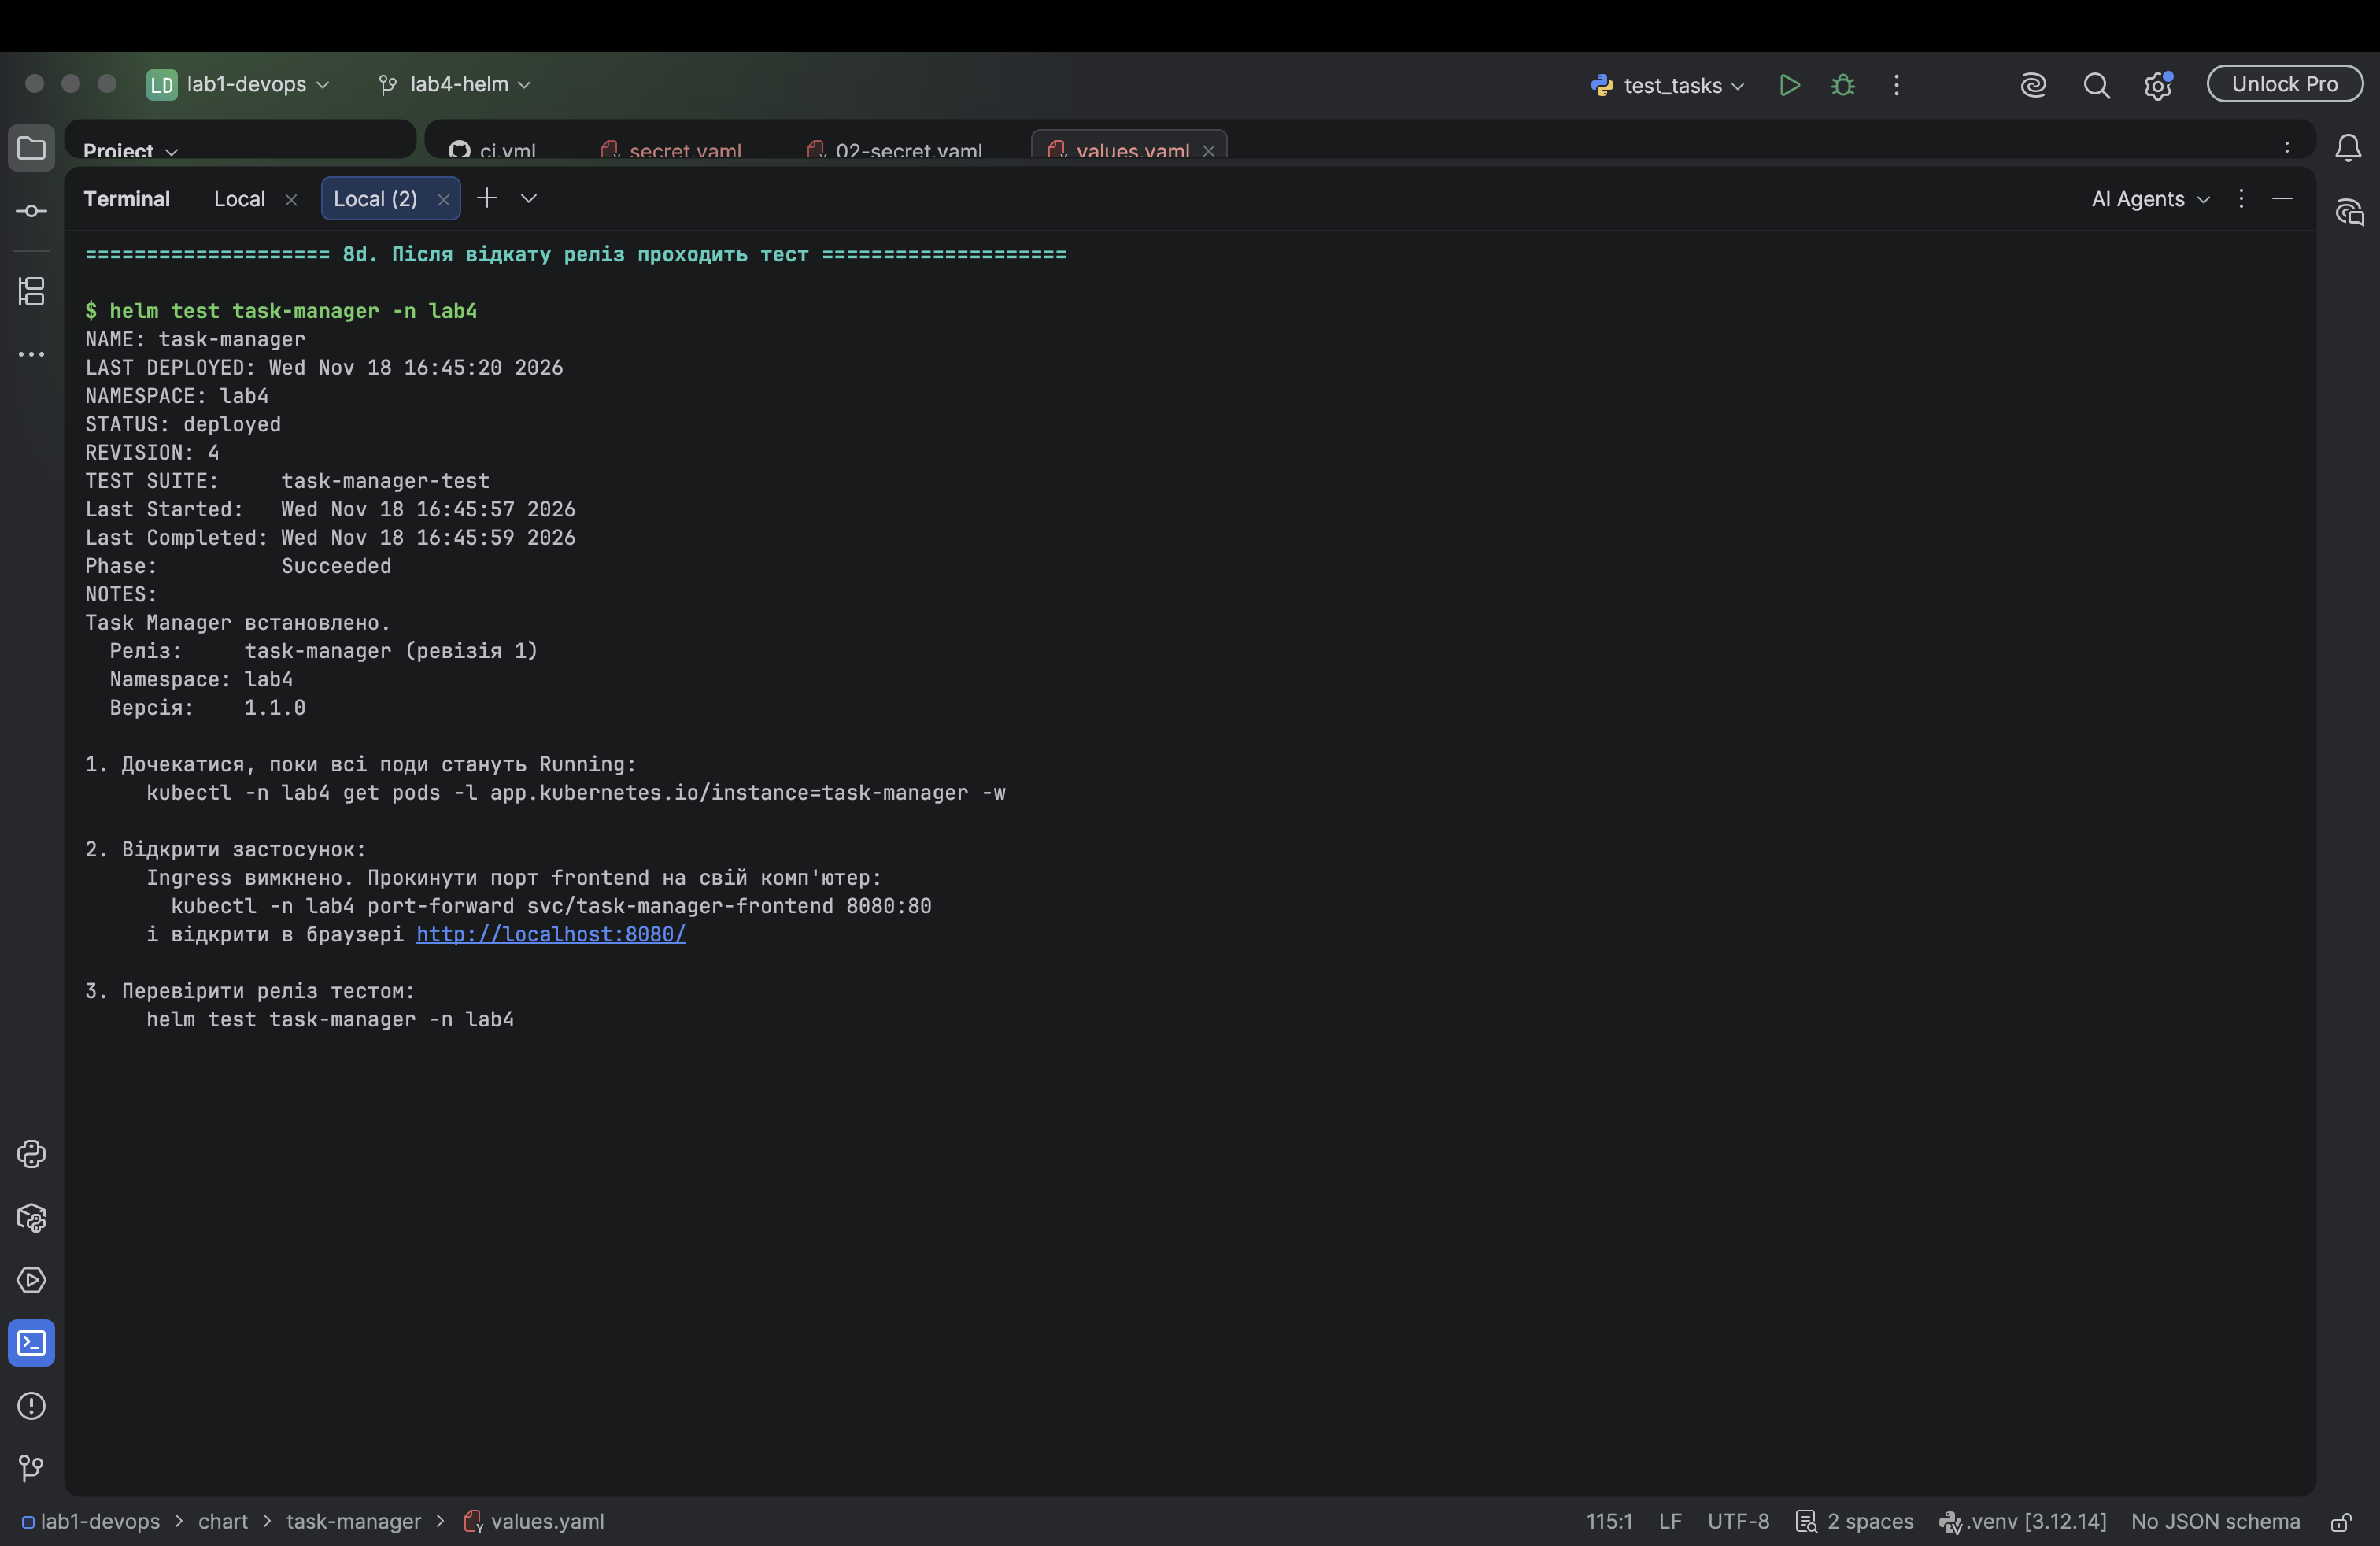 LD lab1-devops lab4-helm test_tasks Unlock Pro
Project ci.yml secret.yaml 02-secret.yaml values.yaml
Terminal Local Local (2) AI Agents
==================== 8d. Після відкату реліз проходить тест ====================
$ helm test task-manager -n lab4
NAME: task-manager
LAST DEPLOYED: Wed Nov 18 16:45:20 2026
NAMESPACE: lab4
STATUS: deployed
REVISION: 4
TEST SUITE:     task-manager-test
Last Started:   Wed Nov 18 16:45:57 2026
Last Completed: Wed Nov 18 16:45:59 2026
Phase:          Succeeded
NOTES:
Task Manager встановлено.
  Реліз:     task-manager (ревізія 1)
  Namespace: lab4
  Версія:    1.1.0
1. Дочекатися, поки всі поди стануть Running:
     kubectl -n lab4 get pods -l app.kubernetes.io/instance=task-manager -w
2. Відкрити застосунок:
     Ingress вимкнено. Прокинути порт frontend на свій комп'ютер:
       kubectl -n lab4 port-forward svc/task-manager-frontend 8080:80
     і відкрити в браузері http://localhost:8080/
3. Перевірити реліз тестом:
     helm test task-manager -n lab4
lab1-devops > chart > task-manager > values.yaml 115:1 LF UTF-8 2 spaces .venv [3.12.14] No JSON schema